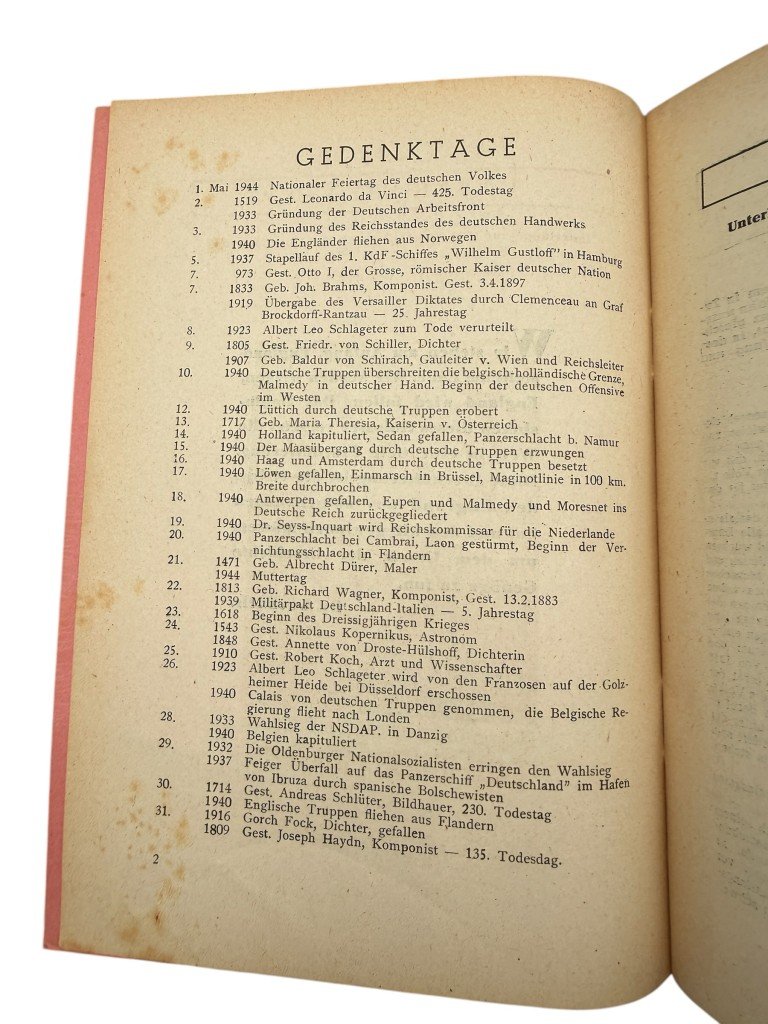 GEDENKTAGE
1. Mai 1944 Nationaler Feiertag des deutschen Volkes
2. 1519 Gest. Leonardo da Vinci — 425. Todestag
1933 Gründung der Deutschen Arbeitsfront
3. 1933 Gründung des Reichsstandes des deutschen Handwerks
1940 Die Engländer fliehen aus Norwegen
5. 1937 Stapellauf des 1. KdF-Schiffes „Wilhelm Gustloff" in Hamburg
7. 973 Gest. Otto I, der Grosse, römischer Kaiser deutscher Nation
7. 1833 Geb. Joh. Brahms, Komponist. Gest. 3.4.1897
1919 Übergabe des Versailler Diktates durch Clemenceau an Graf
Brockdorff-Rantzau — 25. Jahrestag
8. 1923 Albert Leo Schlageter zum Tode verurteilt
9. 1805 Gest. Friedr. von Schiller, Dichter
1907 Geb. Baldur von Schirach, Gauleiter v. Wien und Reichsleiter
10. 1940 Deutsche Truppen überschreiten die belgisch-holländische Grenze,
Malmedy in deutscher Hand. Beginn der deutschen Offensive
im Westen
12. 1940 Lüttich durch deutsche Truppen erobert
13. 1717 Geb. Maria Theresia, Kaiserin v. Österreich
14. 1940 Holland kapituliert, Sedan gefallen, Panzerschlacht b. Namur
15. 1940 Der Maasübergang durch deutsche Truppen erzwungen
16. 1940 Haag und Amsterdam durch deutsche Truppen besetzt
17. 1940 Löwen gefallen, Einmarsch in Brüssel, Maginotlinie in 100 km.
Breite durchbrochen
18. 1940 Antwerpen gefallen, Eupen und Malmedy und Moresnet ins
Deutsche Reich zurückgegliedert
19. 1940 Dr. Seyss-Inquart wird Reichskommissar für die Niederlande
20. 1940 Panzerschlacht bei Cambrai, Laon gestürmt, Beginn der Ver-
nichtungsschlacht in Flandern
21. 1471 Geb. Albrecht Dürer, Maler
1944 Muttertag
22. 1813 Geb. Richard Wagner, Komponist, Gest. 13.2.1883
1939 Militärpakt Deutschland-Italien — 5. Jahrestag
23. 1618 Beginn des Dreissigjährigen Krieges
24. 1543 Gest. Nikolaus Kopernikus, Astronom
1848 Gest. Annette von Droste-Hülshoff, Dichterin
25. 1910 Gest. Robert Koch, Arzt und Wissenschafter
26. 1923 Albert Leo Schlageter wird von den Franzosen auf der Golz-
heimer Heide bei Düsseldorf erschossen
1940 Calais von deutschen Truppen genommen, die Belgische Re-
gierung flieht nach Londen
28. 1933 Wahlsieg der NSDAP. in Danzig
1940 Belgien kapituliert
29. 1932 Die Oldenburger Nationalsozialisten erringen den Wahlsieg
1937 Feiger Überfall auf das Panzerschiff „Deutschland" im Hafen
von Ibruza durch spanische Bolschewisten
30. 1714 Gest. Andreas Schlüter, Bildhauer, 230. Todestag
1940 Englische Truppen fliehen aus Flandern
31. 1916 Gorch Fock, Dichter, gefallen
1809 Gest. Joseph Haydn, Komponist — 135. Todesdag.
2